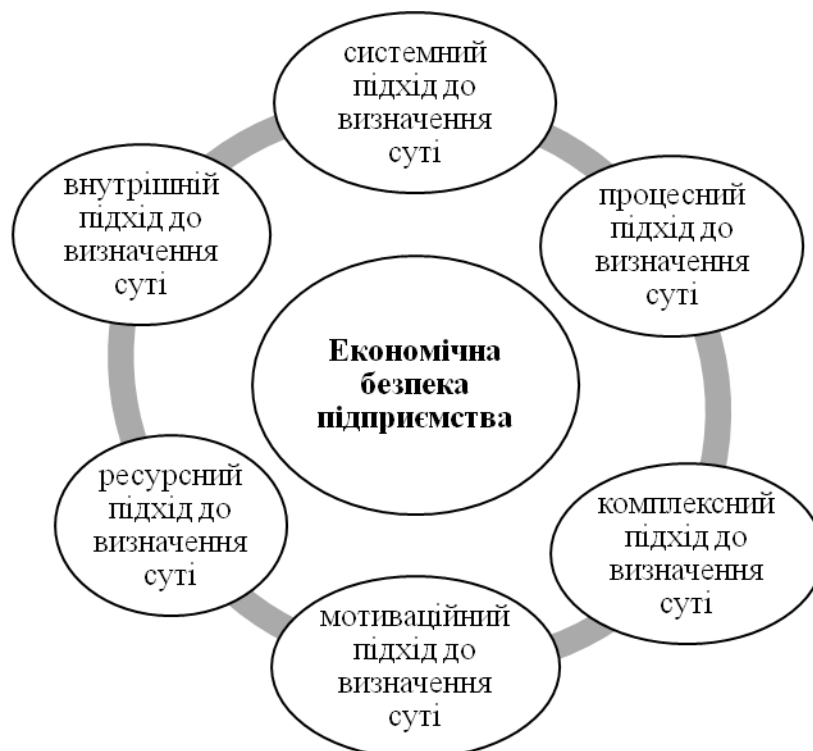 системний
підхід до
визначення
суті
процесний
підхід до
визначення
суті
комплексний
підхід до
визначення
суті
мотиваційний
підхід до
визначення
суті
ресурсний
підхід до
визначення
суті
внутрішній
підхід до
визначення
суті
Економічна
безпека
підприємства